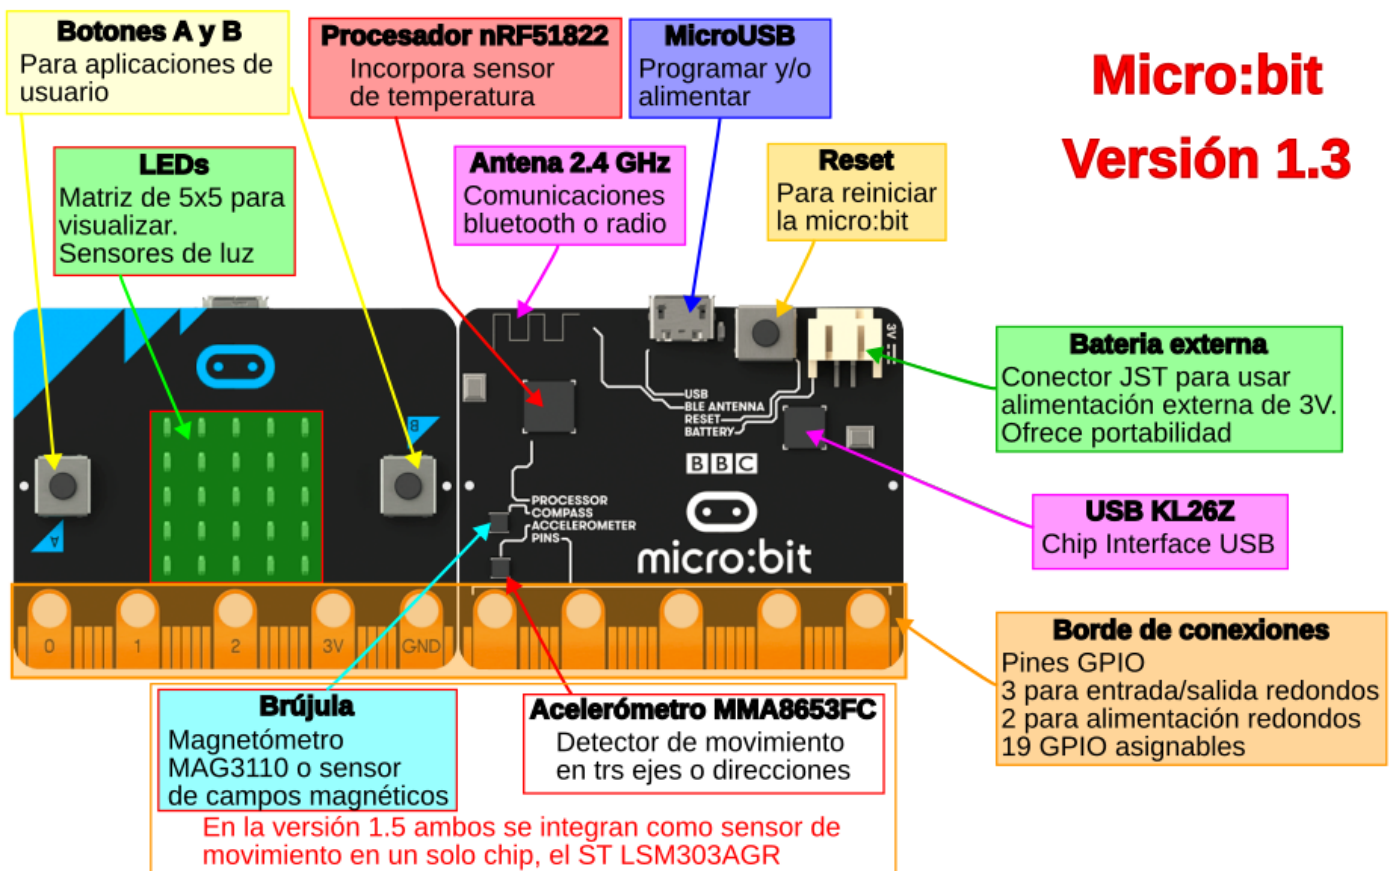 Botones A y B
Para aplicaciones de
usuario
Procesador nRF51822
Incorpora sensor
de temperatura
MicroUSB
Programar y/o
alimentar
Micro:bit
Versión 1.3
LEDs
Matriz de 5x5 para
visualizar.
Sensores de luz
Antena 2.4 GHz
Comunicaciones
bluetooth o radio
Reset
Para reiniciar
la micro:bit
3V
Bateria externa
Conector JST para usar
alimentación externa de 3V.
Ofrece portabilidad
USB
BLE ANTENNA
RESET
BATTERY
B
A
BBC
PROCESSOR
COMPASS
ACCELEROMETER
PINS
micro:bit
USB KL26Z
Chip Interface USB
0 1 2 3V GND
Borde de conexiones
Pines GPIO
3 para entrada/salida redondos
2 para alimentación redondos
19 GPIO asignables
Brújula
Magnetómetro
MAG3110 o sensor
de campos magnéticos
Acelerómetro MMA8653FC
Detector de movimiento
en trs ejes o direcciones
En la versión 1.5 ambos se integran como sensor de
movimiento en un solo chip, el ST LSM303AGR